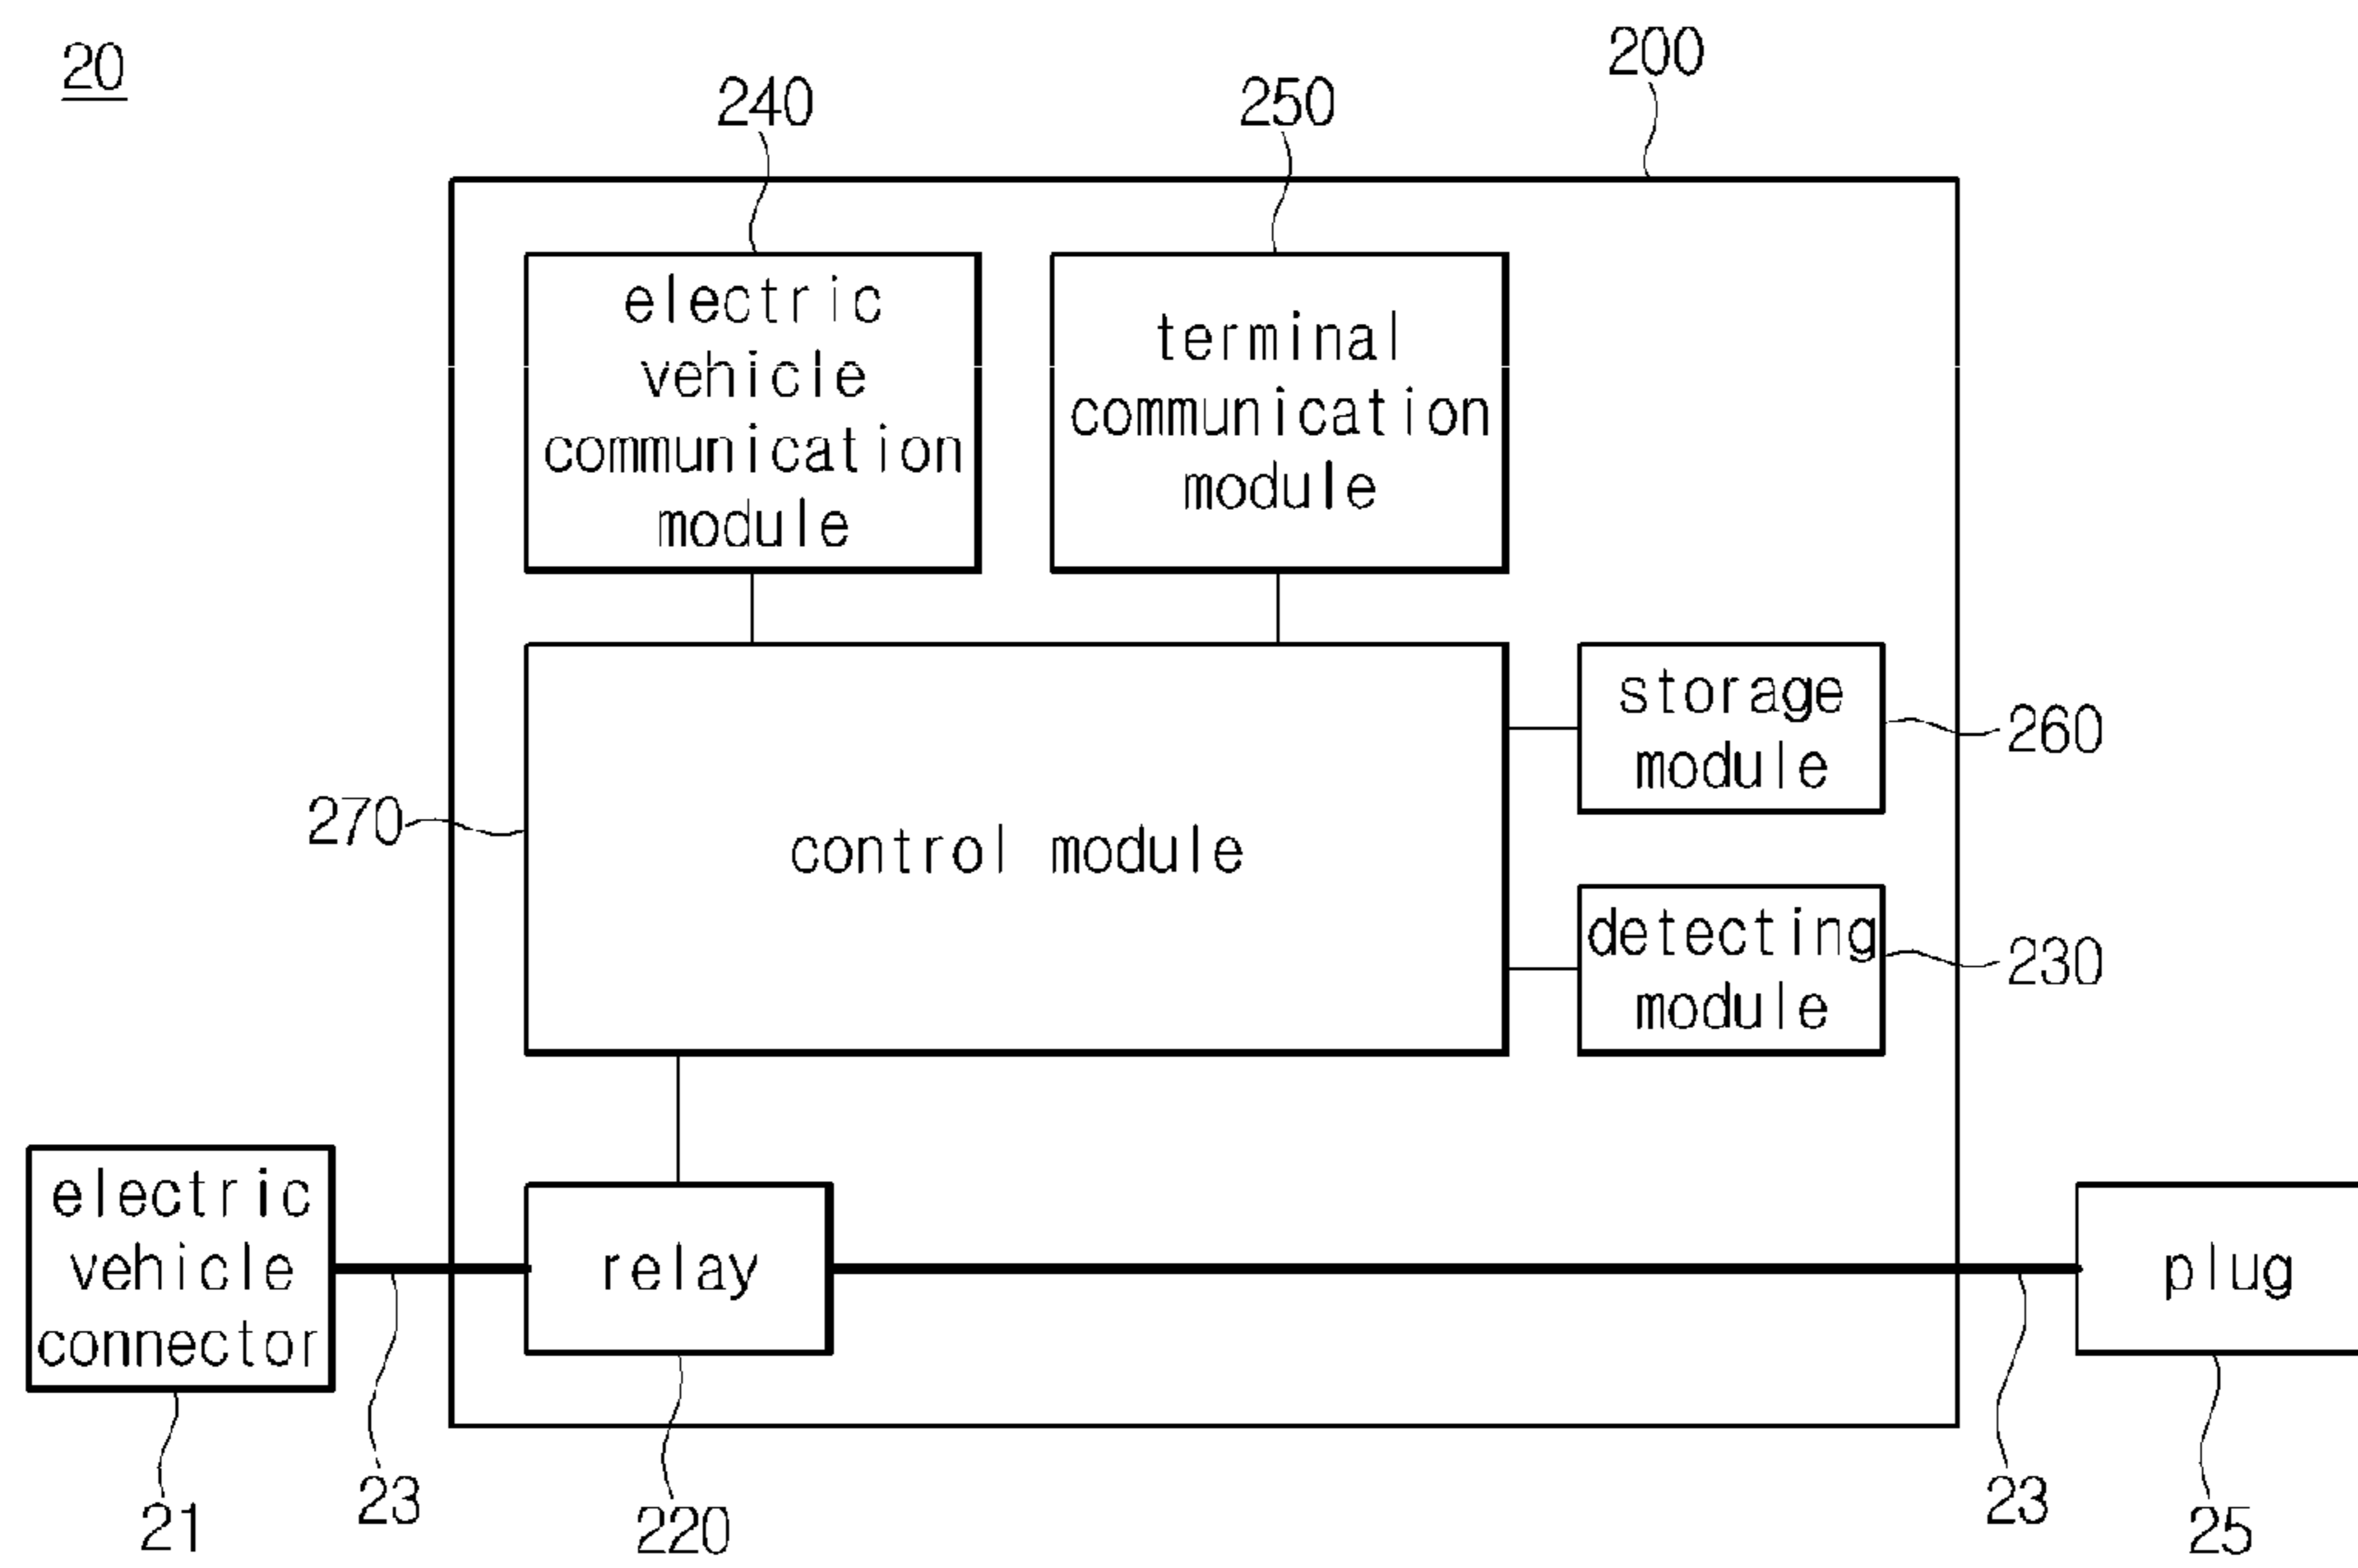 20
200
240
250
electric
vehicle
communication
module
terminal
communication
module
storage
module
260
270
control module
detecting
module
230
electric
vehicle
connector
relay
plug
21
23
220
23
25